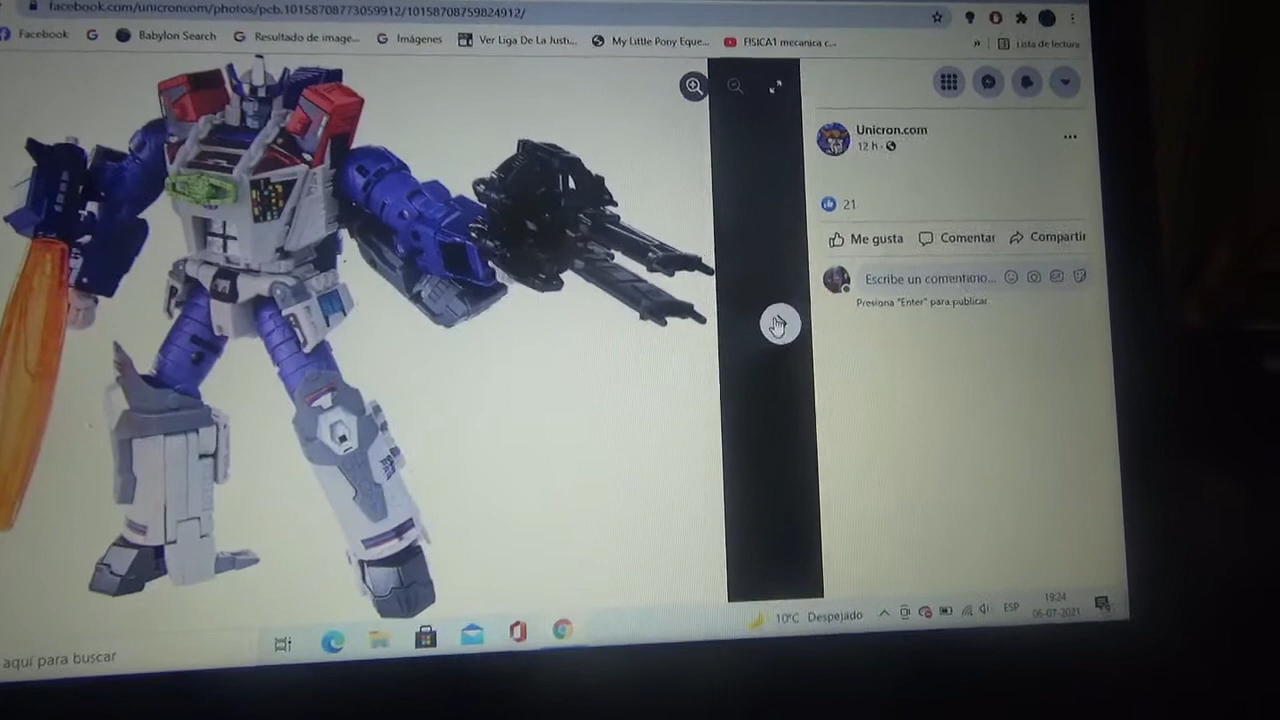 facebook.com/unicroncom/photos/pcb.10158708773059912/10158708759824912/
Facebook
Babylon Search
Resultado de image...
Imágenes
Ver Liga De La Justi...
My Little Pony Eque...
FISICA1 mecanica c...
»
Lista de lectura
Unicron.com
12 h ·
21
Me gusta
Comentar
Compartir
Escribe un comentario...
Presiona "Enter" para publicar.
10°C Despejado
ESP
19:24
06-07-2021
aquí para buscar